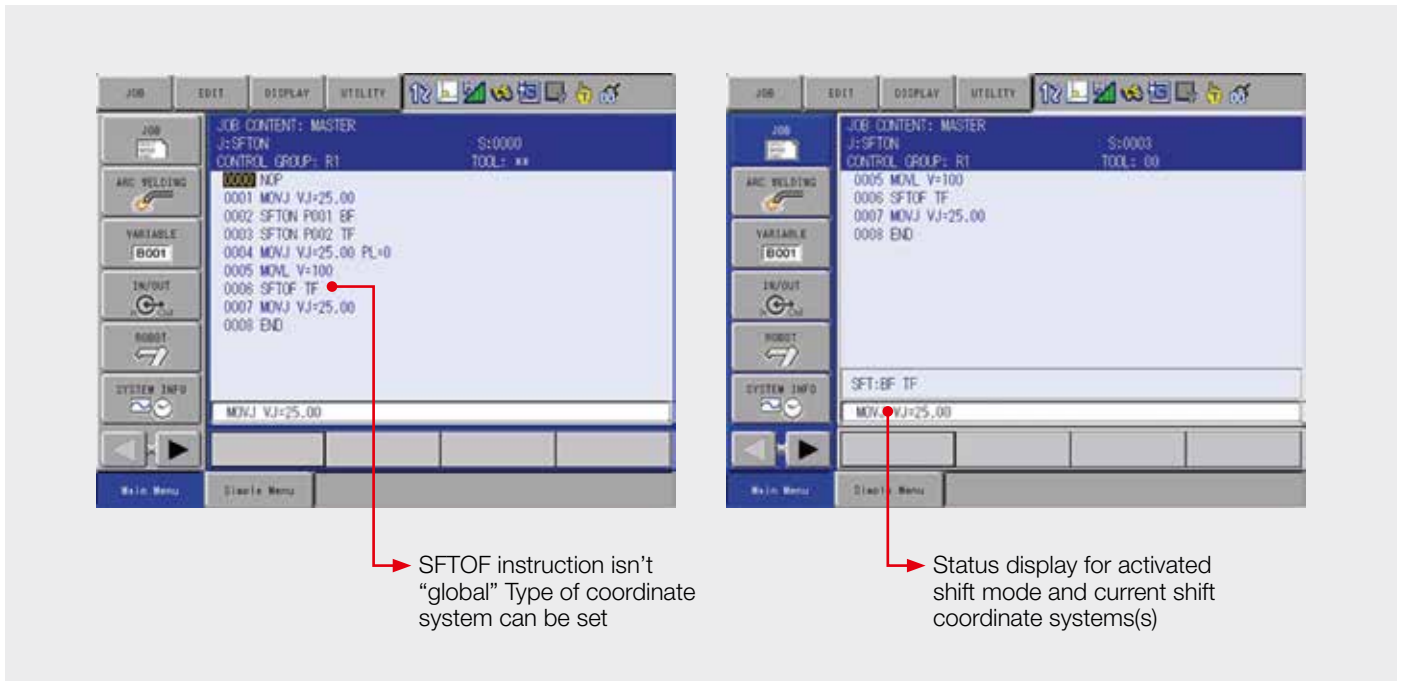 JOB EDIT DISPLAY UTILITY
JOB
ARC WELDING
VARIABLE
B001
IN/OUT
ROBOT
SYSTEM INFO
JOB CONTENT: MASTER
J:SFTON S:0000
CONTROL GROUP: R1 TOOL: **
0000 NOP
0001 MOVJ VJ=25.00
0002 SFTON P001 BF
0003 SFTON P002 TF
0004 MOVJ VJ=25.00 PL=0
0005 MOVL V=100
0006 SFTOF TF
0007 MOVJ VJ=25.00
0008 END
MOVJ VJ=25.00
Main Menu Simple Menu
SFTOF instruction isn’t
“global” Type of coordinate
system can be set
JOB EDIT DISPLAY UTILITY
JOB
ARC WELDING
VARIABLE
B001
IN/OUT
ROBOT
SYSTEM INFO
JOB CONTENT: MASTER
J:SFTON S:0003
CONTROL GROUP: R1 TOOL: 00
0005 MOVL V=100
0006 SFTOF TF
0007 MOVJ VJ=25.00
0008 END
SFT:BF TF
MOVJ VJ=25.00
Main Menu Simple Menu
Status display for activated
shift mode and current shift
coordinate systems(s)